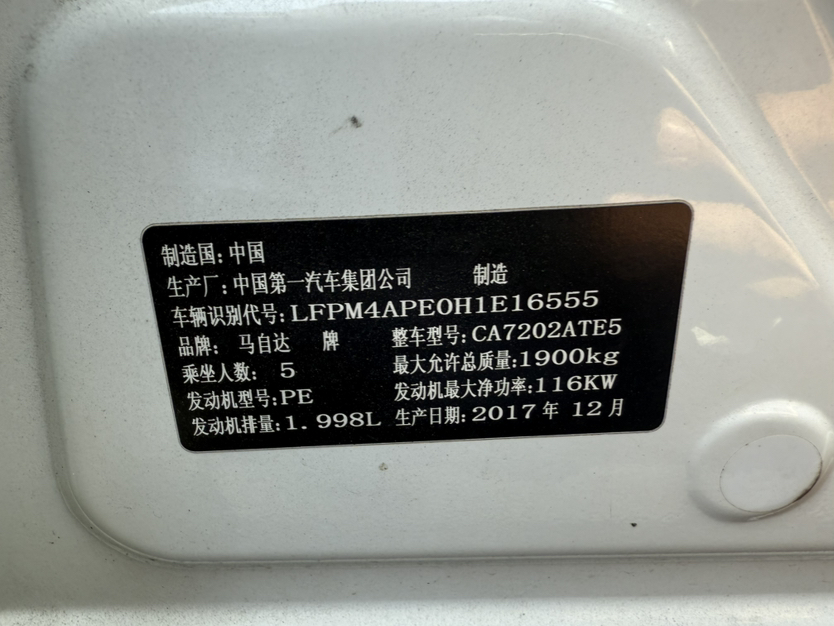 制造国:中国
生产厂:中国第一汽车集团公司 制造
车辆识别代号:LFPM4APE0H1E16555
品牌: 马自达 牌 整车型号:CA7202ATE5
乘坐人数: 5 最大允许总质量:1900kg
发动机型号:PE 发动机最大净功率:116KW
发动机排量:1.998L 生产日期:2017年 12月